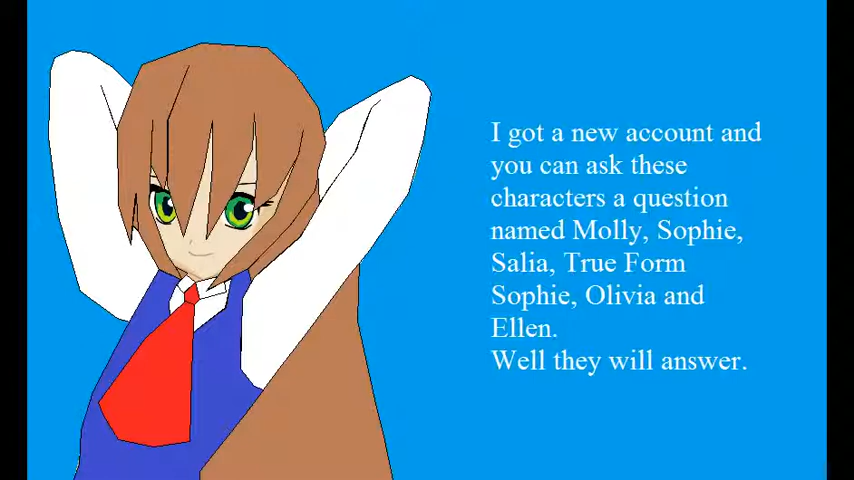 I got a new account and
you can ask these
characters a question
named Molly, Sophie,
Salia, True Form
Sophie, Olivia and
Ellen.
Well they will answer.